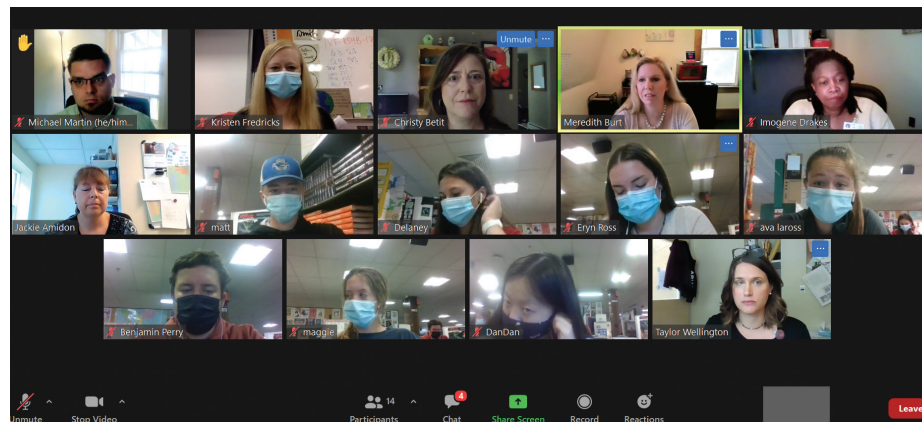 Unmute ...
...
Michael Martin (he/him...
Kristen Fredricks
Christy Betit
Meredith Burt
Imogene Drakes
...
Jackie Amidon
matt
Delaney
Eryn Ross
ava laross
...
Benjamin Perry
maggie
DanDan
Taylor Wellington
14
4
Unmute
Stop Video
Participants
Chat
Share Screen
Record
Reactions
Leave